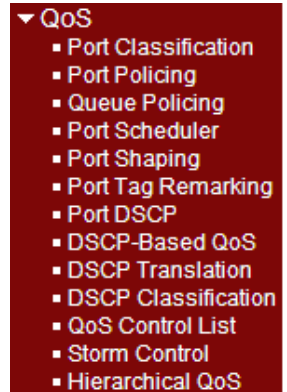 QoS
Port Classification
Port Policing
Queue Policing
Port Scheduler
Port Shaping
Port Tag Remarking
Port DSCP
DSCP-Based QoS
DSCP Translation
DSCP Classification
QoS Control List
Storm Control
Hierarchical QoS